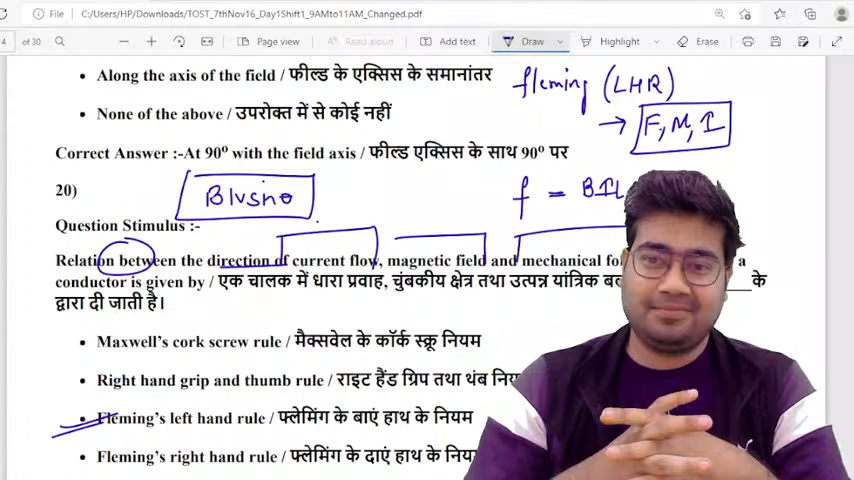 File C:/Users/HP/Downloads/TOST_7thNov16_Day1Shift1_9AMto11AM_Changed.pdf
4 of 30 Page view Read aloud Add text Draw Highlight Erase
• Along the axis of the field / फील्ड के एक्सिस के समानांतर
fleming (LHR)
• None of the above / उपरोक्त में से कोई नहीं
→ F, M, I
Correct Answer :-At 90⁰ with the field axis / फील्ड एक्सिस के साथ 90⁰ पर
20)
Blvsinθ
f = BIL
Question Stimulus :-
Relation between the direction of current flow, magnetic field and mechanical a
conductor is given by / एक चालक में धारा प्रवाह, चुंबकीय क्षेत्र तथा उत्पन्न यांत्रिक के
द्वारा दी जाती है।
• Maxwell's cork screw rule / मैक्सवेल के कॉर्क स्क्रू नियम
• Right hand grip and thumb rule / राइट हैंड ग्रिप तथा थंब
• Fleming's left hand rule / फ्लेमिंग के बाएं हाथ के नियम
• Fleming's right hand rule / फ्लेमिंग के दाएं हाथ के